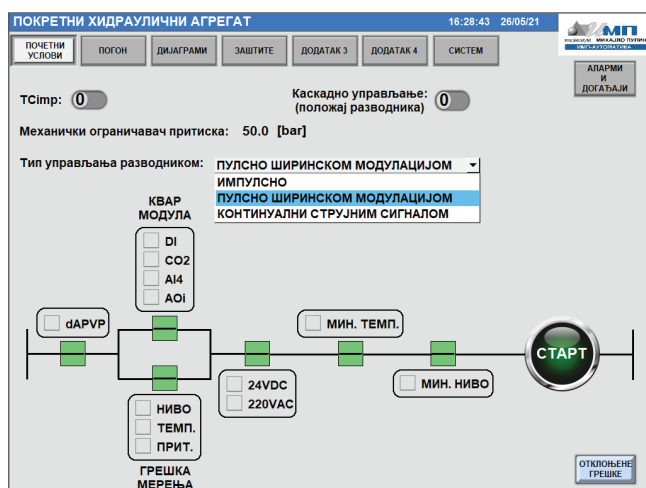 ПОКРЕТНИ ХИДРАУЛИЧНИ АГРЕГАТ 16:28:43 26/05/21
ИМП
ИНСТИТУТ МИХАЈЛО ПУПИН
ИМП-АУТОМАТИКА
ПОЧЕТНИ
УСЛОВИ
ПОГОН
ДИЈАГРАМИ
ЗАШТИТЕ
ДОДАТАК 3
ДОДАТАК 4
СИСТЕМ
АЛАРМИ
И
ДОГАЂАЈИ
TCimp: 0
Каскадно управљање:
(положај разводника) 0
Механички ограничавач притиска: 50.0 [bar]
Тип управљања разводником: ПУЛСНО ШИРИНСКОМ МОДУЛАЦИЈОМ
ИМПУЛСНО
ПУЛСНО ШИРИНСКОМ МОДУЛАЦИЈОМ
КОНТИНУАЛНИ СТРУЈНИМ СИГНАЛОМ
КВАР
МОДУЛА
DI
CO2
AI4
AOi
dAPVP
МИН. ТЕМП.
СТАРТ
24VDC
220VAC
МИН. НИВО
НИВО
ТЕМП.
ПРИТ.
ГРЕШКА
МЕРЕЊА
ОТКЛОЊЕНЕ
ГРЕШКЕ